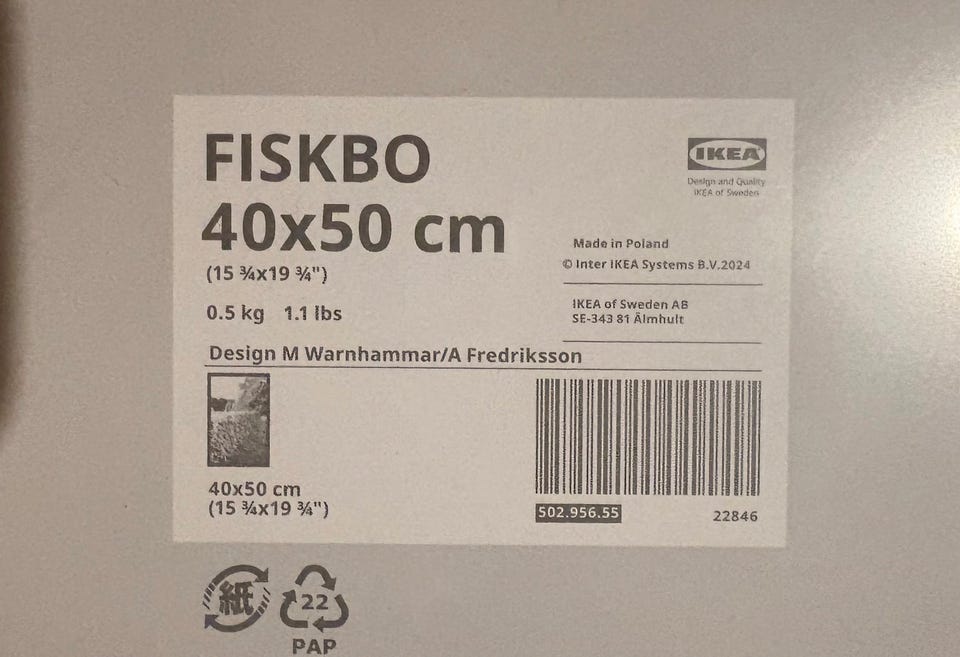 FISKBO
40x50 cm
(15 ¾x19 ¾")
0.5 kg 1.1 lbs
Design M Warnhammar/A Fredriksson
IKEA
Design and Quality
IKEA of Sweden
Made in Poland
© Inter IKEA Systems B.V.2024
IKEA of Sweden AB
SE-343 81 Älmhult
40x50 cm
(15 ¾x19 ¾")
502.956.55
22846
紙
22
PAP